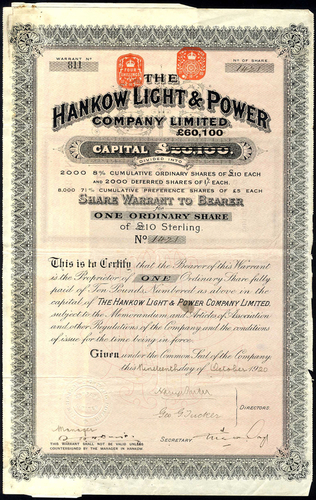 WARRANT Nº
811
Nº OF SHARE
1451
THE
HANKOW LIGHT & POWER
COMPANY LIMITED
£60,100
CAPITAL
DIVIDED INTO
2000 8% CUMULATIVE ORDINARY SHARES OF £10 EACH
AND 2000 DEFERRED SHARES OF 1/- EACH.
8.000 7½% CUMULATIVE PREFERENCE SHARES OF £5 EACH
SHARE WARRANT TO BEARER
FOR
ONE ORDINARY SHARE
of £10 Sterling.
Nº 1451
This is to Certify that the Bearer of this Warrant
is the Proprietor of ONE Ordinary Share fully
paid of Ten Pounds, Numbered as above in the
capital of THE HANKOW LIGHT & POWER COMPANY LIMITED,
subject to the Memorandum and Articles of Association
and other Regulations of the Company and the conditions
of issue for the time being in force.
Given under the Common Seal of the Company
this Nineteenth day of October 1920
Geo G Tucker
DIRECTORS
Manager
SECRETARY
THIS WARRANT SHALL NOT BE VALID UNLESS
COUNTERSIGNED BY THE MANAGER IN HANKOW.